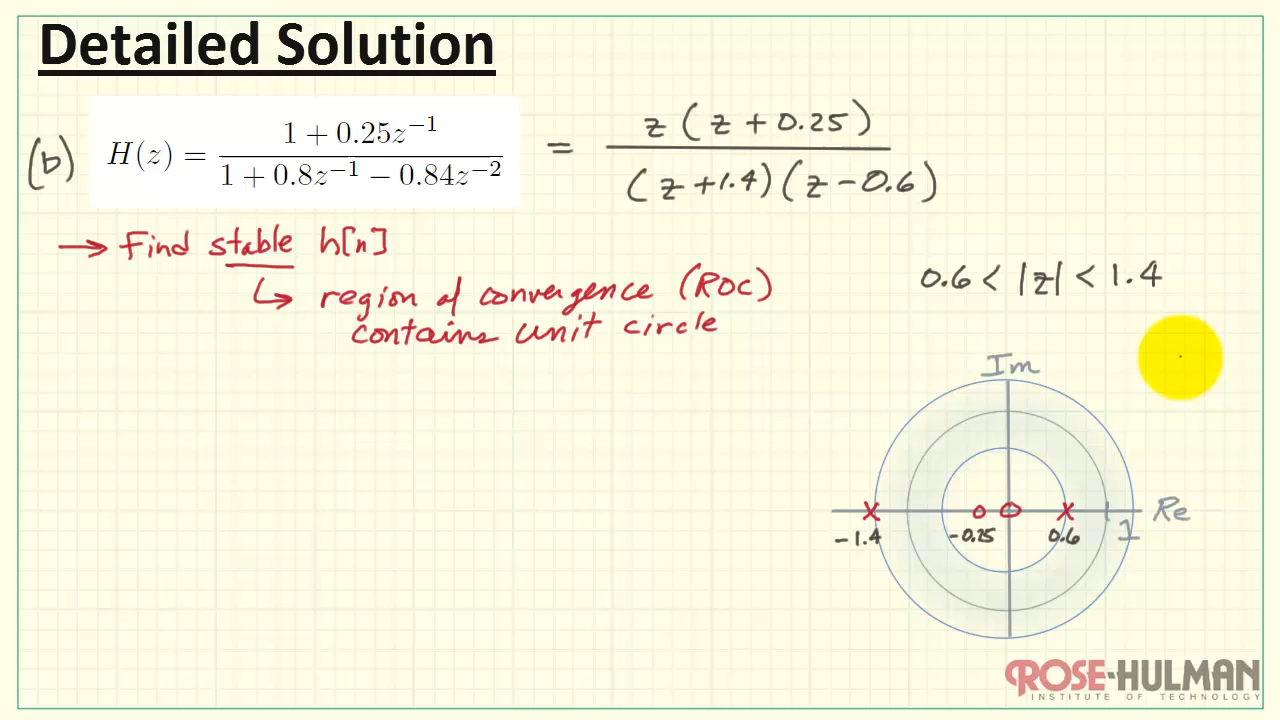 Detailed Solution
(b) H(z) = (1 + 0.25z⁻¹)/(1 + 0.8z⁻¹ − 0.84z⁻²) = z(z + 0.25)/((z + 1.4)(z − 0.6))
→ Find stable h[n]
↳ region of convergence (ROC)
contains unit circle
0.6 < |z| < 1.4
Im
Re
−1.4 −0.25 0.6 1
ROSE-HULMAN
INSTITUTE OF TECHNOLOGY